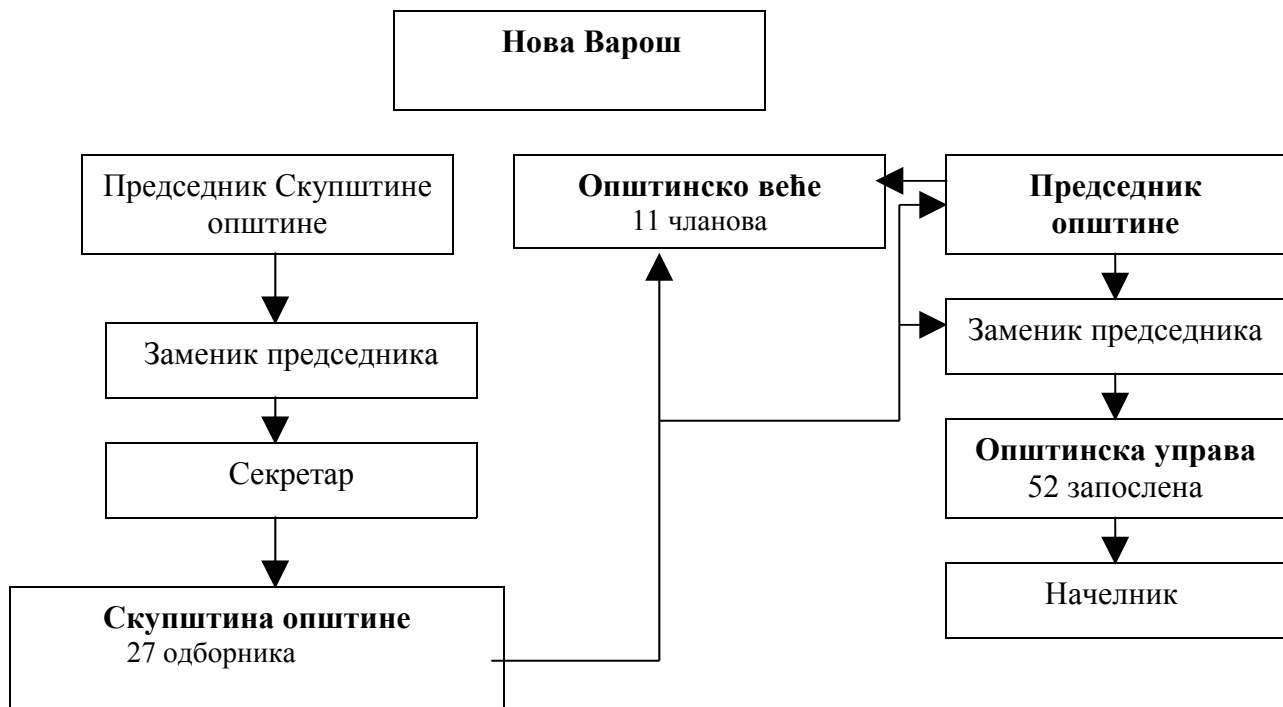 Нова Варош
Председник Скупштине
општине
Заменик председника
Секретар
Скупштина општине
27 одборника
Општинско веће
11 чланова
Председник
општине
Заменик председника
Општинска управа
52 запослена
Начелник